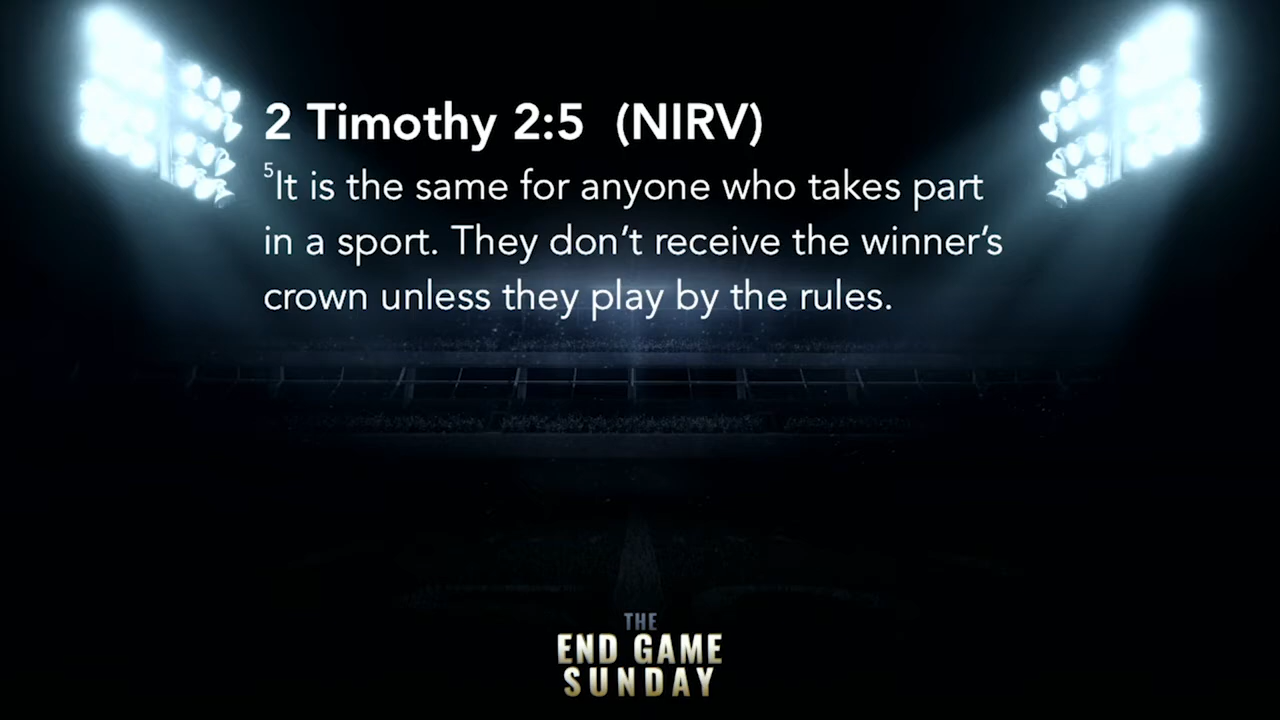 2 Timothy 2:5 (NIRV)
⁵It is the same for anyone who takes part
in a sport. They don’t receive the winner’s
crown unless they play by the rules.
THE
END GAME
SUNDAY